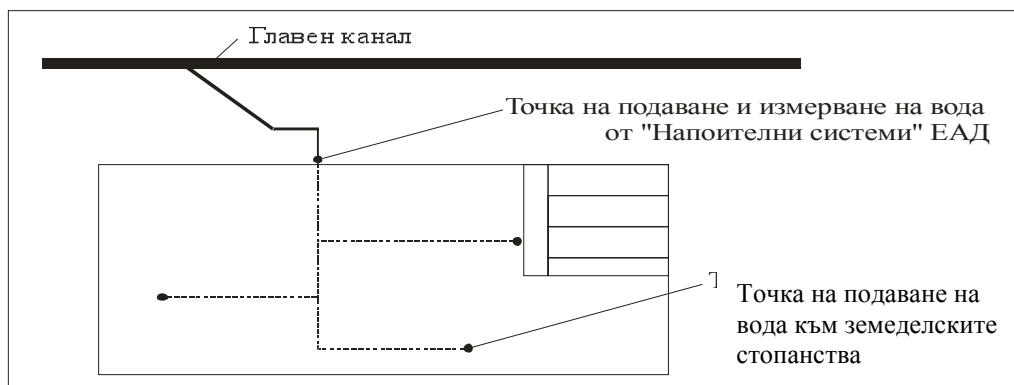 Главен канал
Точка на подаване и измерване на вода
от "Напоителни системы" ЕАД
Точка на подаване на
вода към земеделските
стопанства